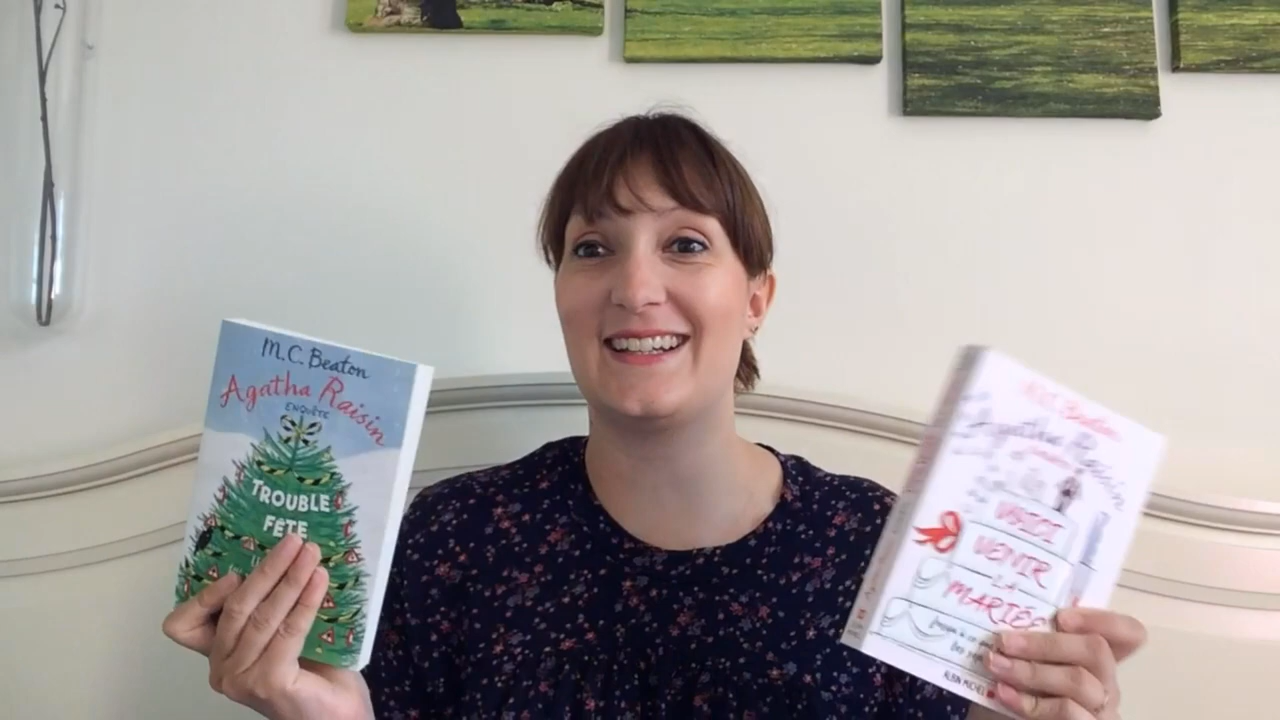 M.C. Beaton
Agatha Raisin
ENQUÊTE
TROUBLE
FÊTE
M.C. Beaton
Agatha Raisin
VOICI
VENIR
LA
MARIÉE
ALBIN MICHEL